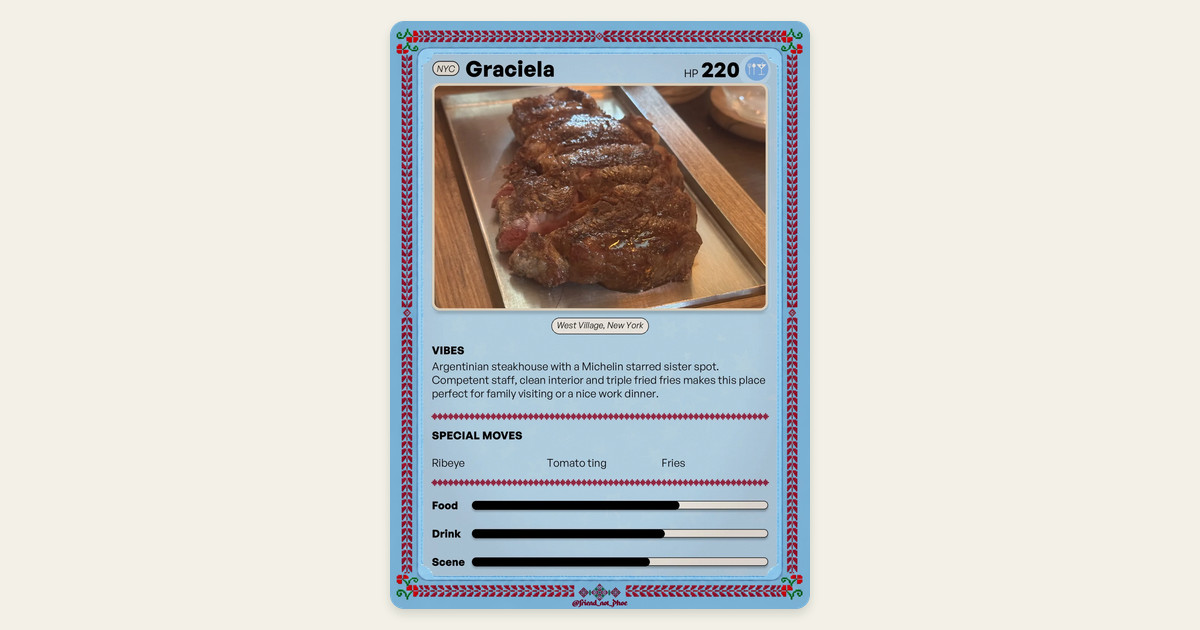 NYC Graciela HP 220
West Village, New York
VIBES
Argentinian steakhouse with a Michelin starred sister spot.
Competent staff, clean interior and triple fried fries makes this place
perfect for family visiting or a nice work dinner.
SPECIAL MOVES
Ribeye Tomato ting Fries
Food
Drink
Scene
@friend_not_phoe